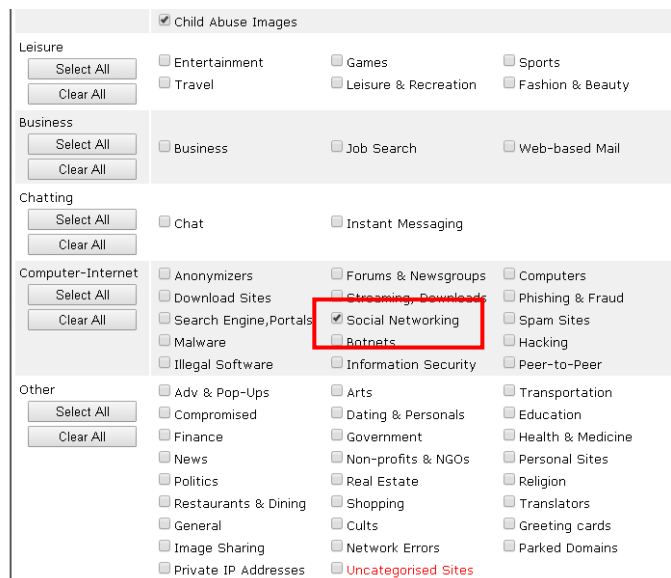 Child Abuse Images
Leisure
Select All
Clear All
Entertainment Games Sports
Travel Leisure & Recreation Fashion & Beauty
Business
Select All
Clear All
Business Job Search Web-based Mail
Chatting
Select All
Clear All
Chat Instant Messaging
Computer-Internet
Select All
Clear All
Anonymizers Forums & Newsgroups Computers
Download Sites Streaming, Downloads Phishing & Fraud
Search Engine,Portals Social Networking Spam Sites
Malware Botnets Hacking
Illegal Software Information Security Peer-to-Peer
Other
Select All
Clear All
Adv & Pop-Ups Arts Transportation
Compromised Dating & Personals Education
Finance Government Health & Medicine
News Non-profits & NGOs Personal Sites
Politics Real Estate Religion
Restaurants & Dining Shopping Translators
General Cults Greeting cards
Image Sharing Network Errors Parked Domains
Private IP Addresses Uncategorised Sites